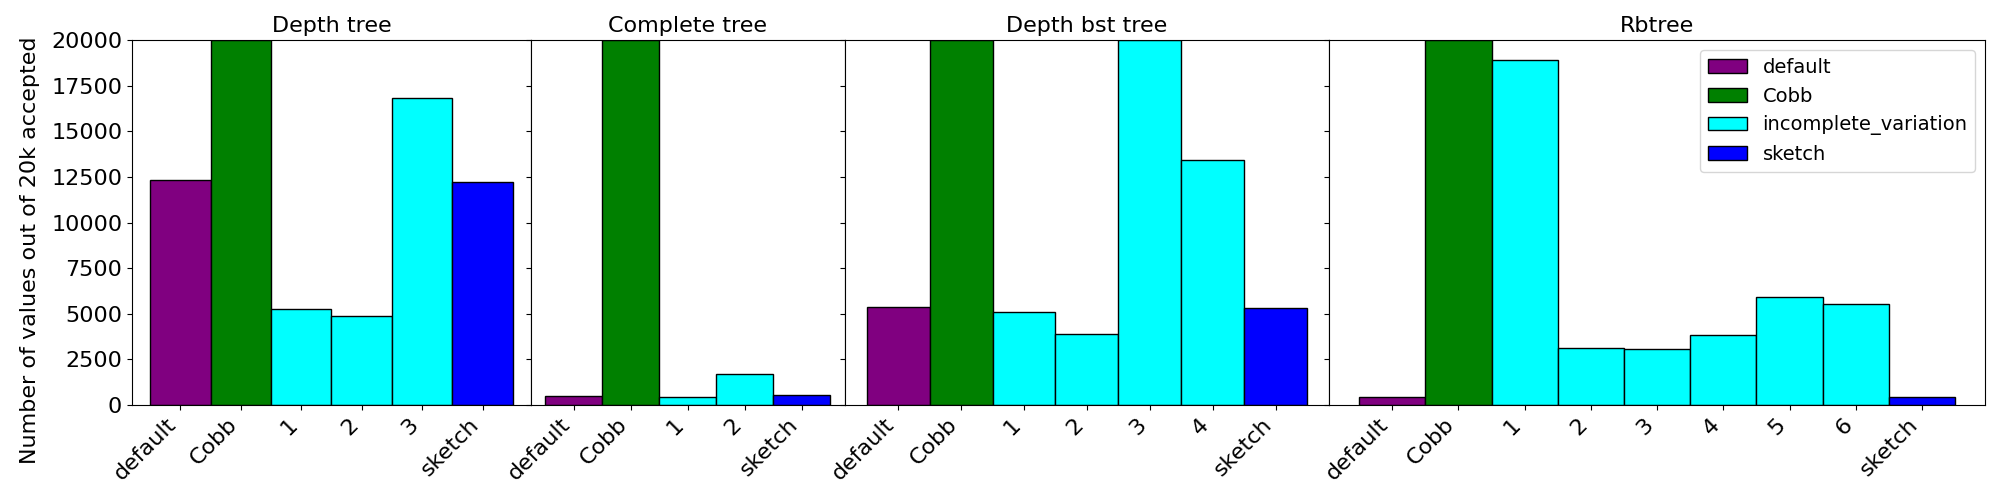 Depth tree
Complete tree
Depth bst tree
Rbtree
Number of values out of 20k accepted
20000
17500
15000
12500
10000
7500
5000
2500
0
default
Cobb
incomplete_variation
sketch
default Cobb 1 2 3 sketch
default Cobb 1 2 sketch
default Cobb 1 2 3 4 sketch
default Cobb 1 2 3 4 5 6 sketch